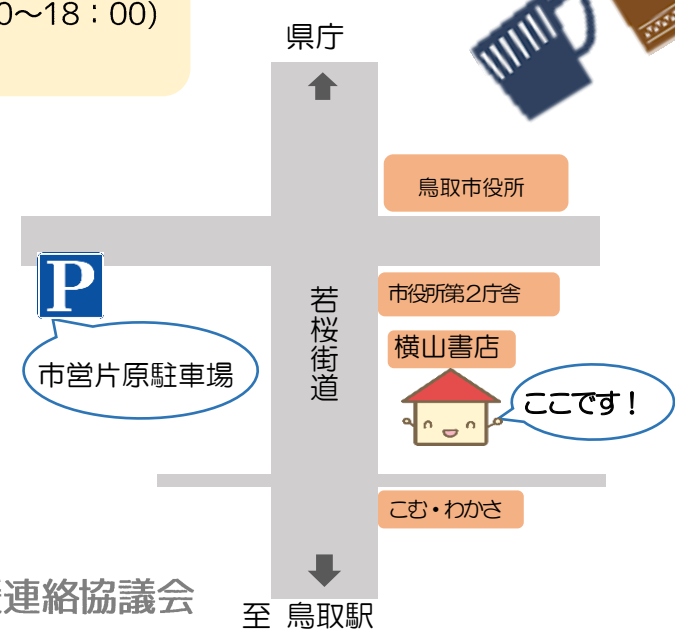 0～18：00)
県庁
鳥取市役所
P
市役所第2庁舎
若桜街道
横山書店
市営片原駐車場
ここです！
こむ・わかさ
連絡協議会
至 鳥取駅